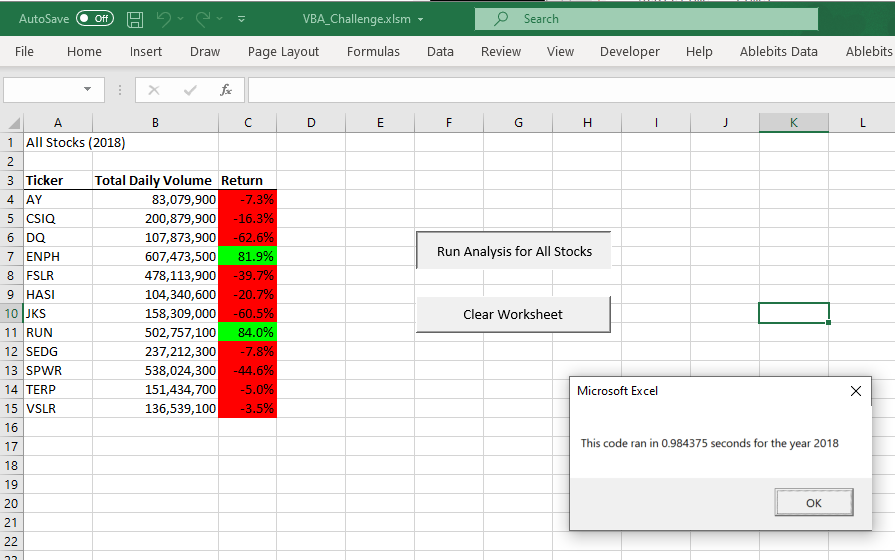 AutoSave Off VBA_Challenge.xlsm Search
File Home Insert Draw Page Layout Formulas Data Review View Developer Help Ablebits Data Ablebits
fx
A B C D E F G H I J K L
1 All Stocks (2018)
2
3 Ticker Total Daily Volume Return
4 AY 83,079,900 -7.3%
5 CSIQ 200,879,900 -16.3%
6 DQ 107,873,900 -62.6%
7 ENPH 607,473,500 81.9%
8 FSLR 478,113,900 -39.7%
9 HASI 104,340,600 -20.7%
10 JKS 158,309,000 -60.5%
11 RUN 502,757,100 84.0%
12 SEDG 237,212,300 -7.8%
13 SPWR 538,024,300 -44.6%
14 TERP 151,434,700 -5.0%
15 VSLR 136,539,100 -3.5%
16
17
18
19
20
21
22
Run Analysis for All Stocks
Clear Worksheet
Microsoft Excel
This code ran in 0.984375 seconds for the year 2018
OK